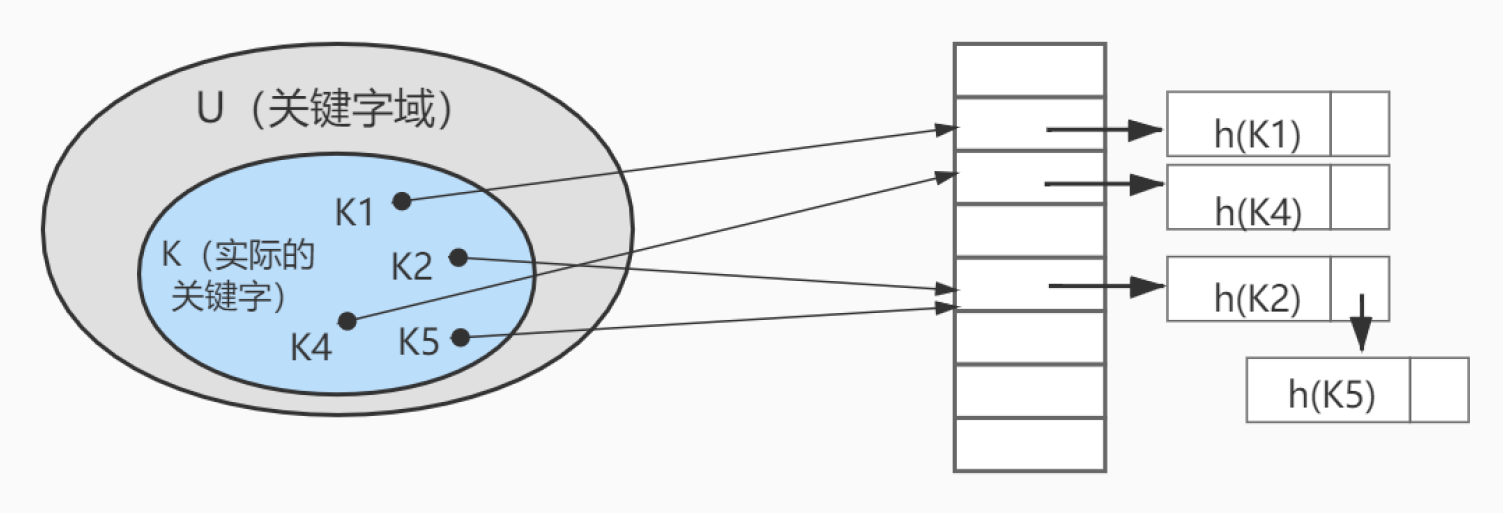 U（关键字域）
K1
K（实际的
关键字）
K2
K4
K5
h(K1)
h(K4)
h(K2)
h(K5)